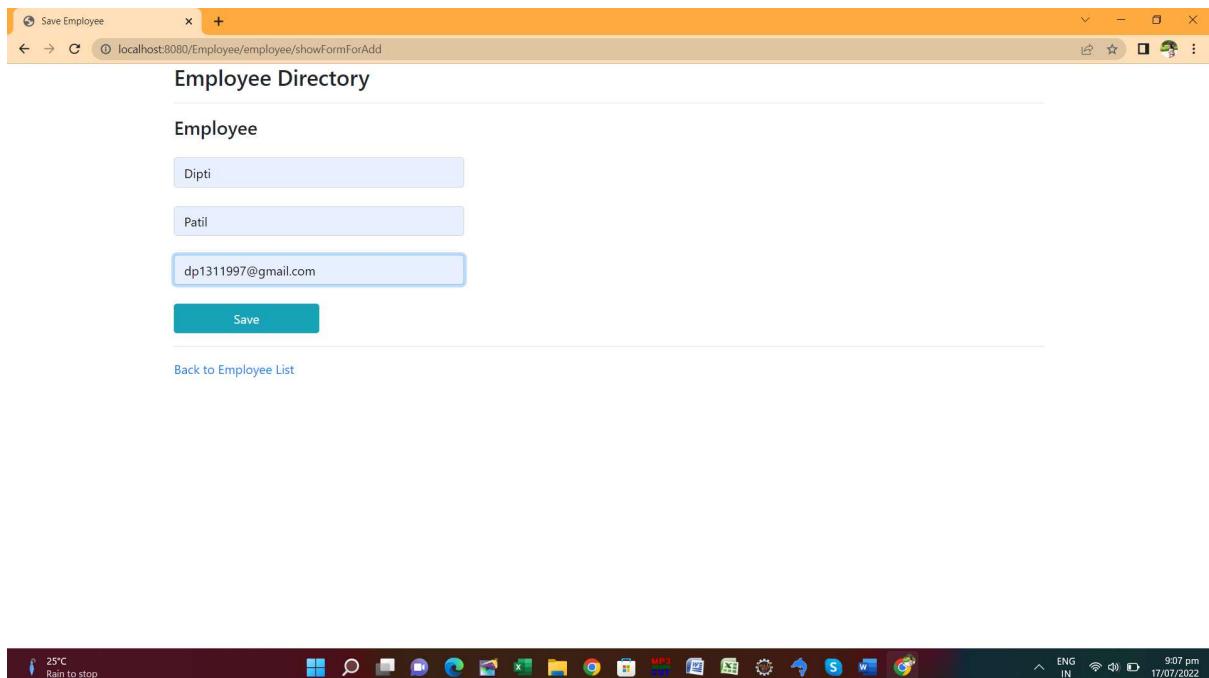 Save Employee
localhost:8080/Employee/employee/showFormForAdd
Employee Directory
Employee
Dipti
Patil
dp1311997@gmail.com
Save
Back to Employee List
25°C
Rain to stop
MP3
ENG
IN
9:07 pm
17/07/2022